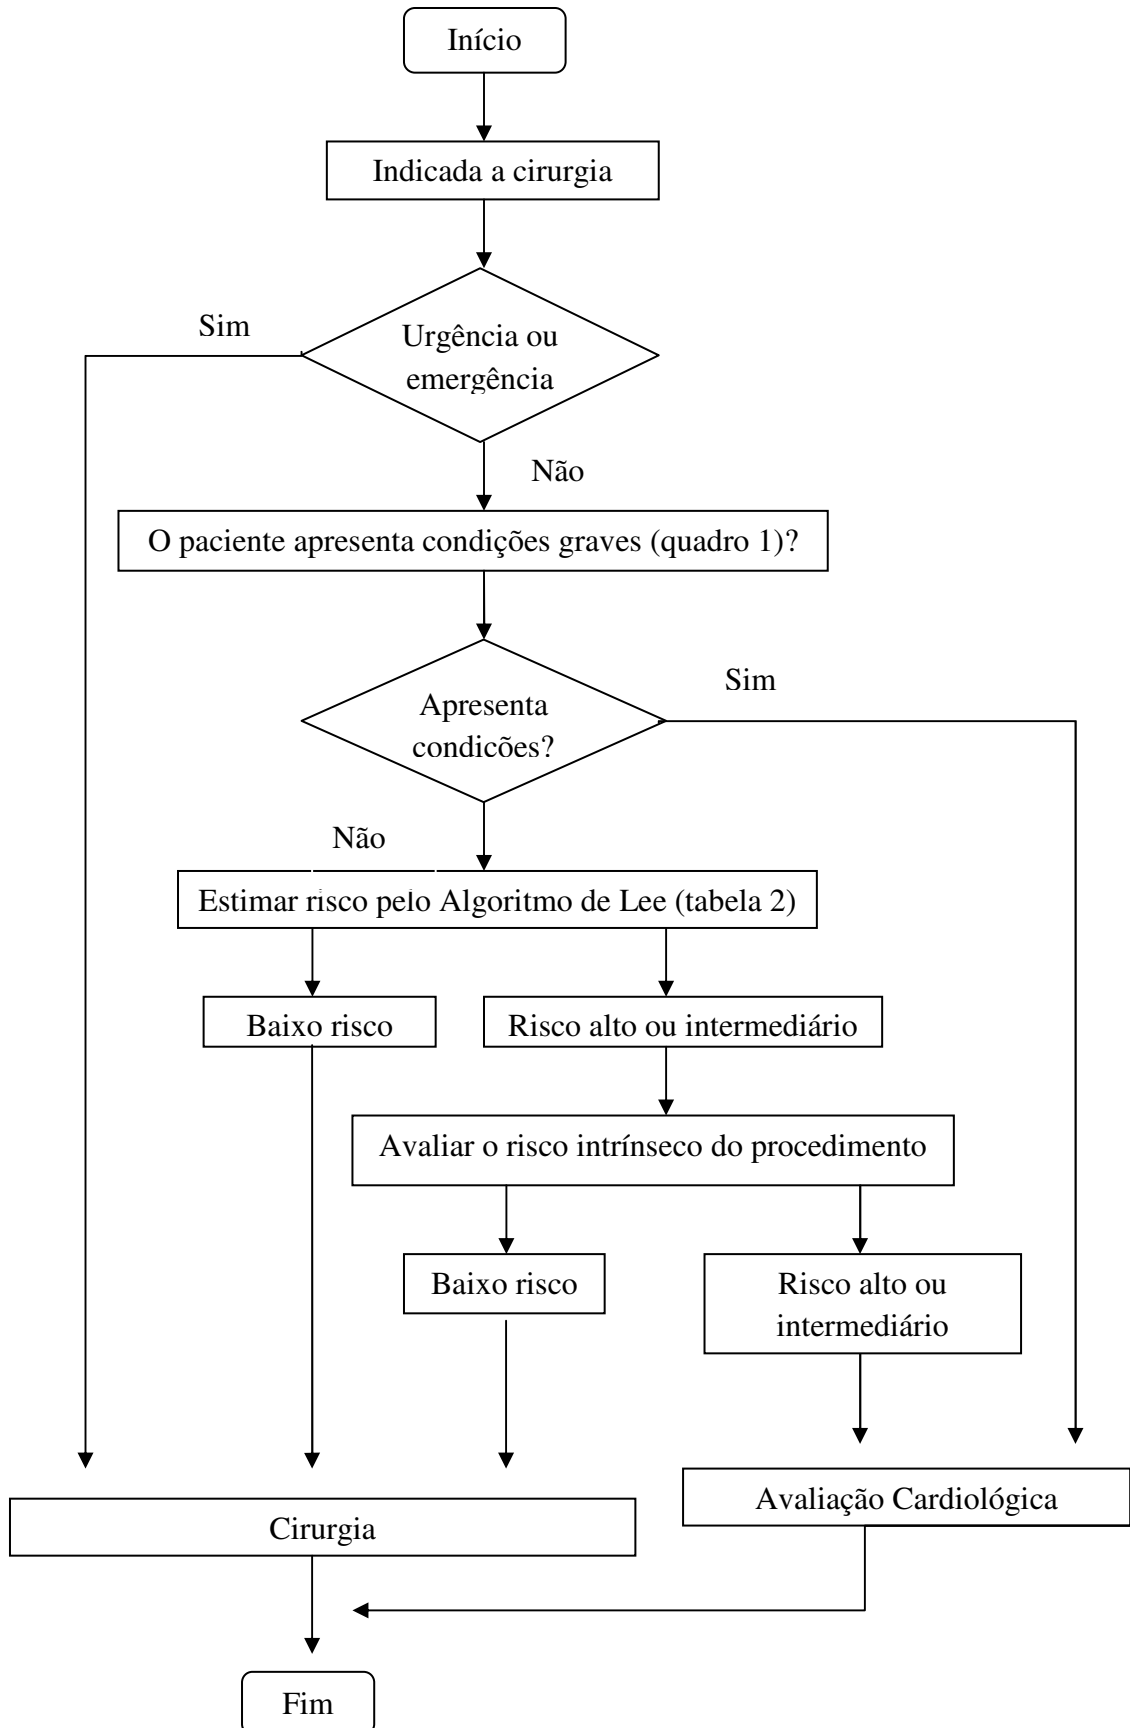 Início
Indicada a cirurgia
Sim
Urgência ou
emergência
Não
O paciente apresenta condições graves (quadro 1)?
Sim
Apresenta
condicões?
Não
Estimar risco pelo Algoritmo de Lee (tabela 2)
Baixo risco
Risco alto ou intermediário
Avaliar o risco intrínseco do procedimento
Baixo risco
Risco alto ou
intermediário
Avaliação Cardiológica
Cirurgia
Fim